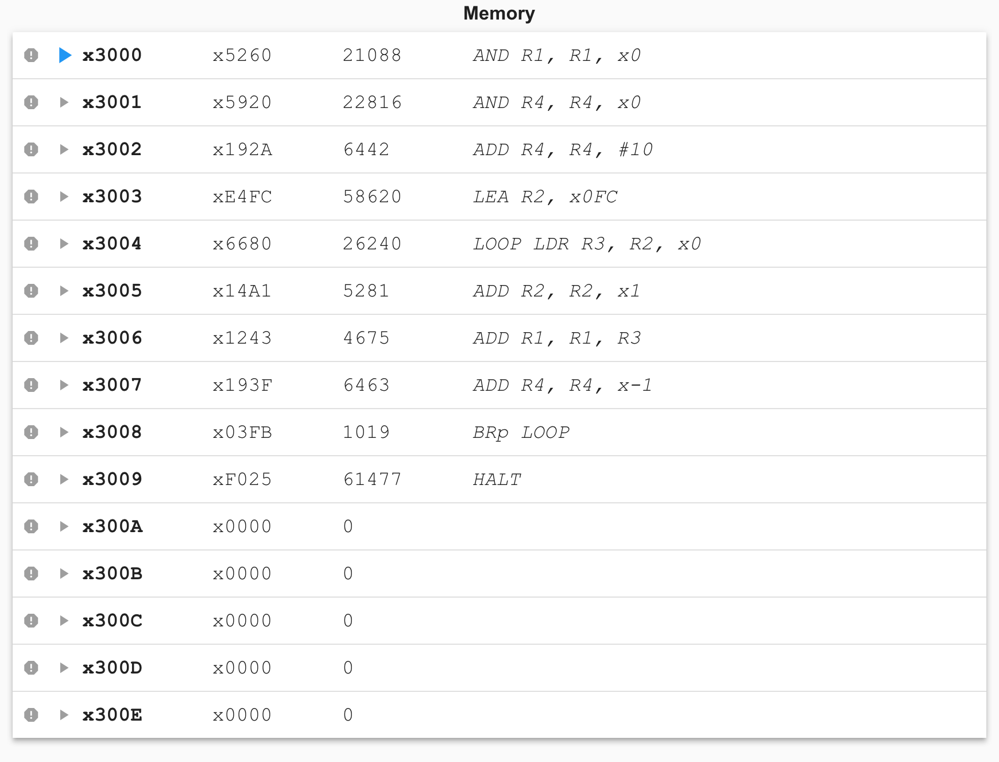 Memory
x3000 x5260 21088 AND R1, R1, x0
x3001 x5920 22816 AND R4, R4, x0
x3002 x192A 6442 ADD R4, R4, #10
x3003 xE4FC 58620 LEA R2, x0FC
x3004 x6680 26240 LOOP LDR R3, R2, x0
x3005 x14A1 5281 ADD R2, R2, x1
x3006 x1243 4675 ADD R1, R1, R3
x3007 x193F 6463 ADD R4, R4, x-1
x3008 x03FB 1019 BRp LOOP
x3009 xF025 61477 HALT
x300A x0000 0
x300B x0000 0
x300C x0000 0
x300D x0000 0
x300E x0000 0